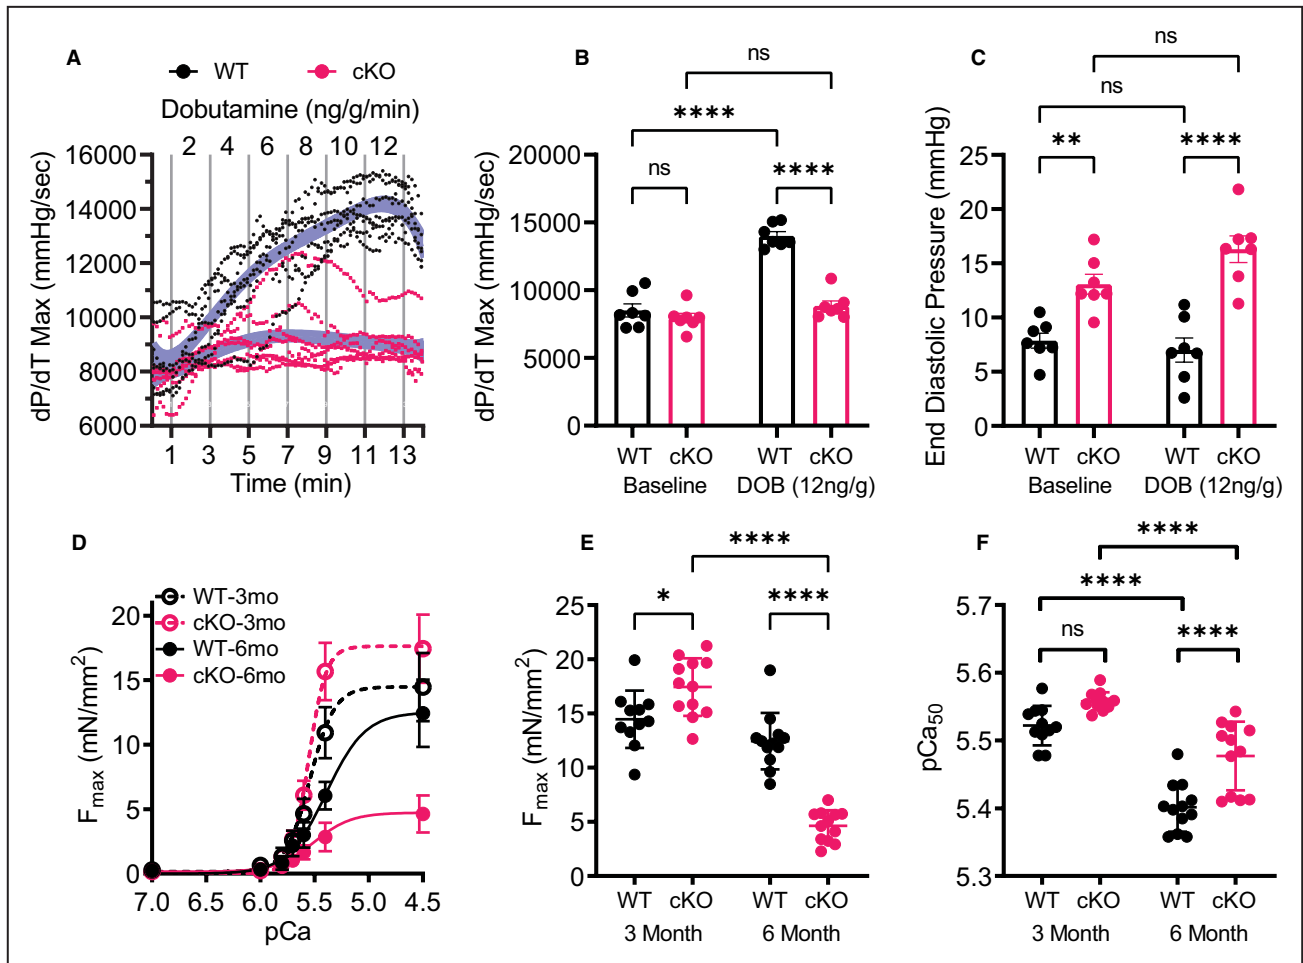 A
WT
cKO
Dobutamine (ng/g/min)
2 4 6 8 10 12
dP/dT Max (mmHg/sec)
16000
14000
12000
10000
8000
6000
1 3 5 7 9 11 13
Time (min)
B
ns
****
ns
****
dP/dT Max (mmHg/sec)
20000
15000
10000
5000
0
WT cKO WT cKO
Baseline DOB (12ng/g)
C
ns
ns
** ****
End Diastolic Pressure (mmHg)
25
20
15
10
5
0
WT cKO WT cKO
Baseline DOB (12ng/g)
D
WT-3mo
cKO-3mo
WT-6mo
cKO-6mo
Fmax (mN/mm²)
20
15
10
5
0
7.0 6.5 6.0 5.5 5.0 4.5
pCa
E
****
* ****
Fmax (mN/mm²)
25
20
15
10
5
0
WT cKO WT cKO
3 Month 6 Month
F
****
****
ns ****
pCa50
5.7
5.6
5.5
5.4
5.3
WT cKO WT cKO
3 Month 6 Month